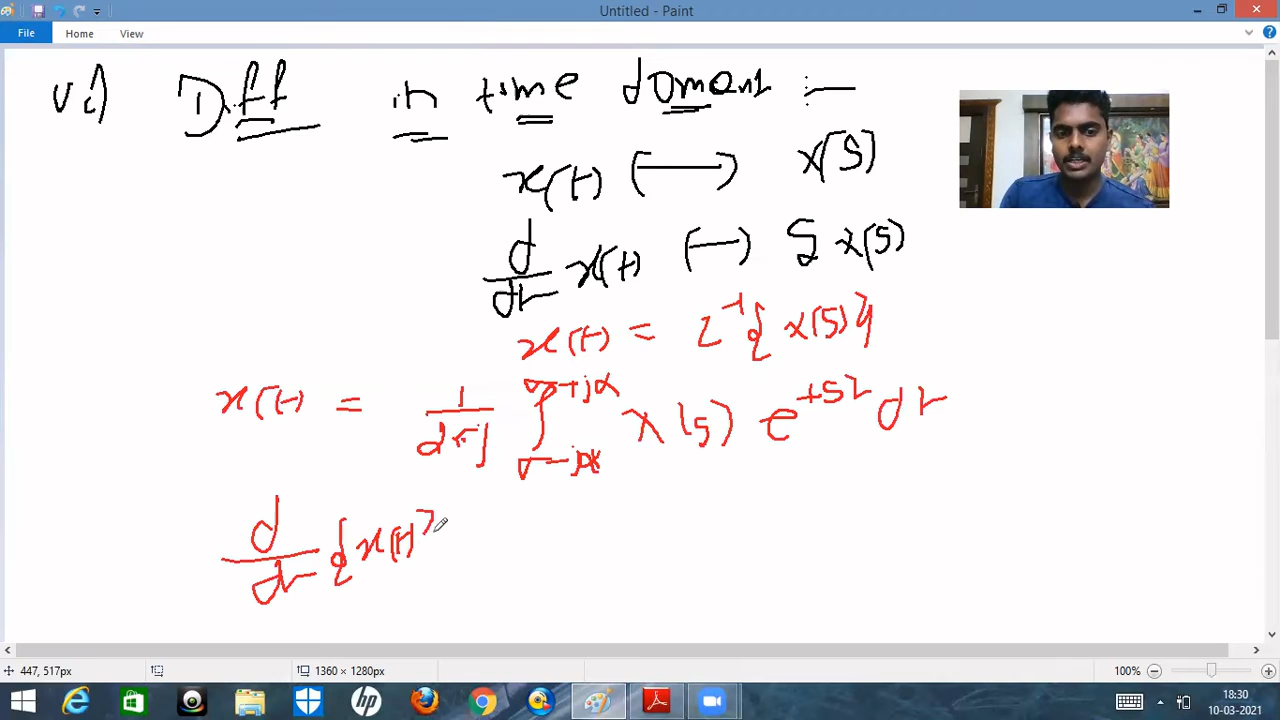 Untitled - Paint
File Home View
vi) Diff in time domain :-
x(t) ⟷ X(S)
d/dt x(t) ⟷ S X(S)
x(t) = L⁻¹{X(S)}
x(t) = 1/2πj ∫ σ-j∞ σ+j∞ X(S) e^+St dt
d/dt {x(t)}
447, 517px 1360 × 1280px 100%
hp
18:30
10-03-2021